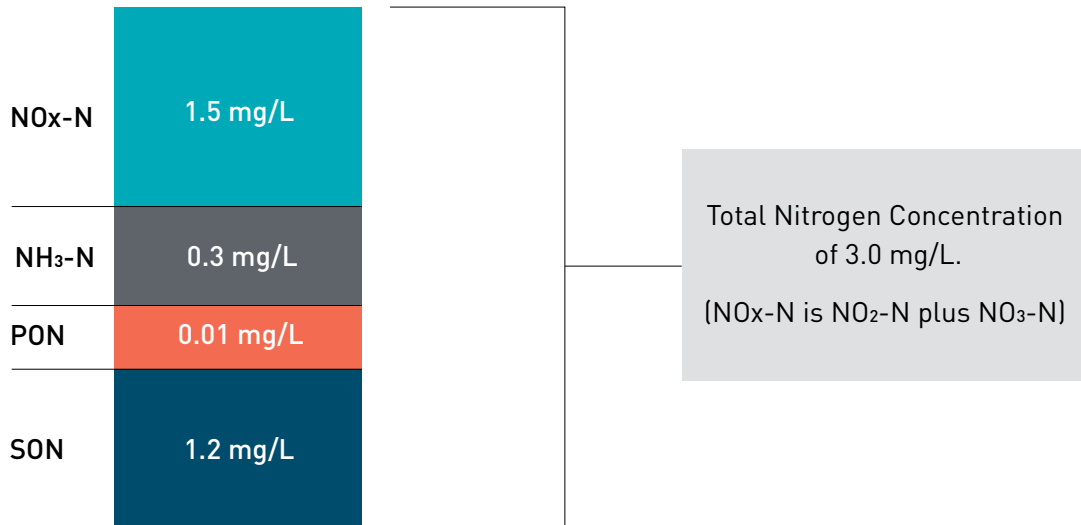 NOx-N
1.5 mg/L
NH₃-N
0.3 mg/L
PON
0.01 mg/L
SON
1.2 mg/L
Total Nitrogen Concentration
of 3.0 mg/L.
(NOx-N is NO₂-N plus NO₃-N)